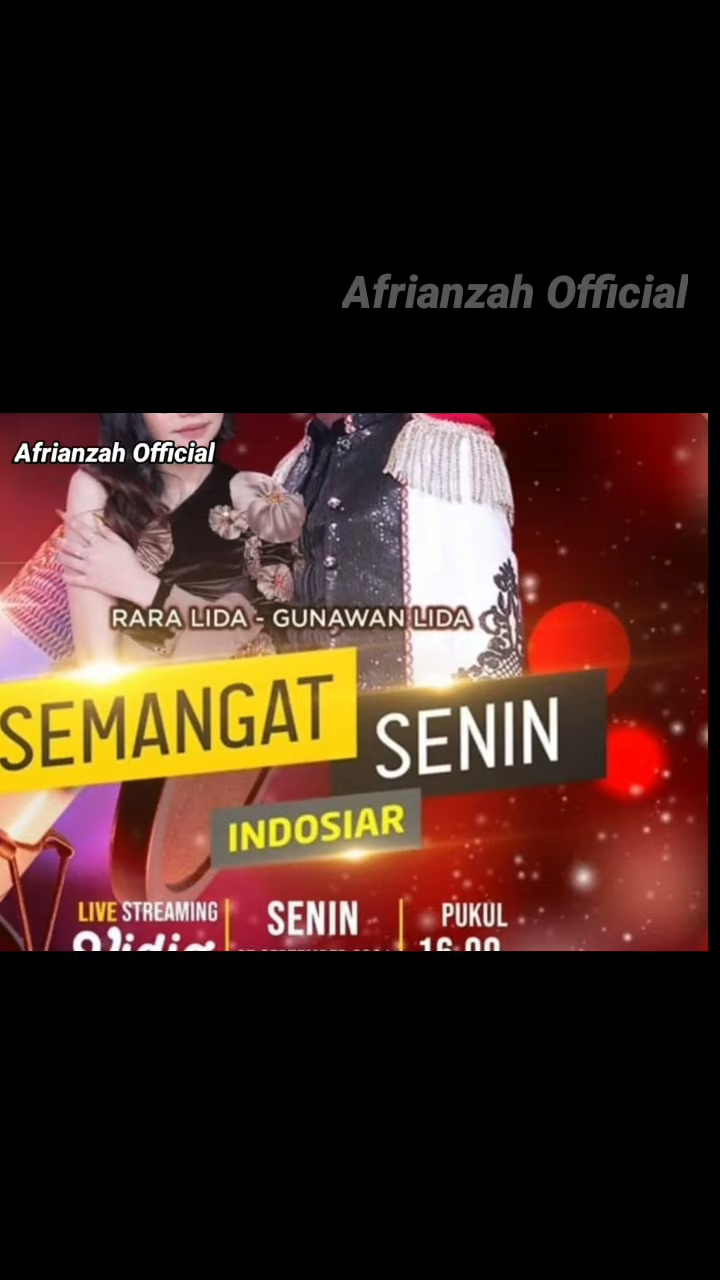 Afrianzah Official
Afrianzah Official
RARA LIDA - GUNAWAN LIDA
SEMANGAT SENIN
INDOSIAR
LIVE STREAMING
SENIN
PUKUL